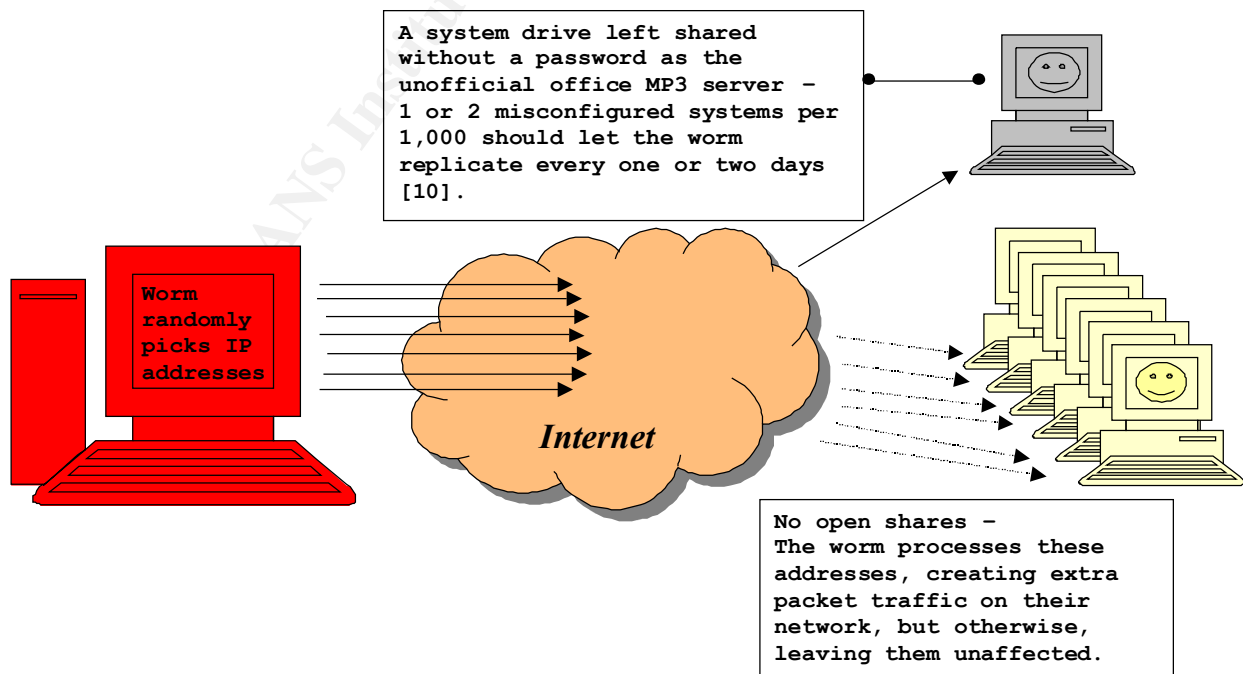 A system drive left shared
without a password as the
unofficial office MP3 server –
1 or 2 misconfigured systems per
1,000 should let the worm
replicate every one or two days
[10].
Worm
randomly
picks IP
addresses
Internet
No open shares –
The worm processes these
addresses, creating extra
packet traffic on their
network, but otherwise,
leaving them unaffected.
ANS Institu